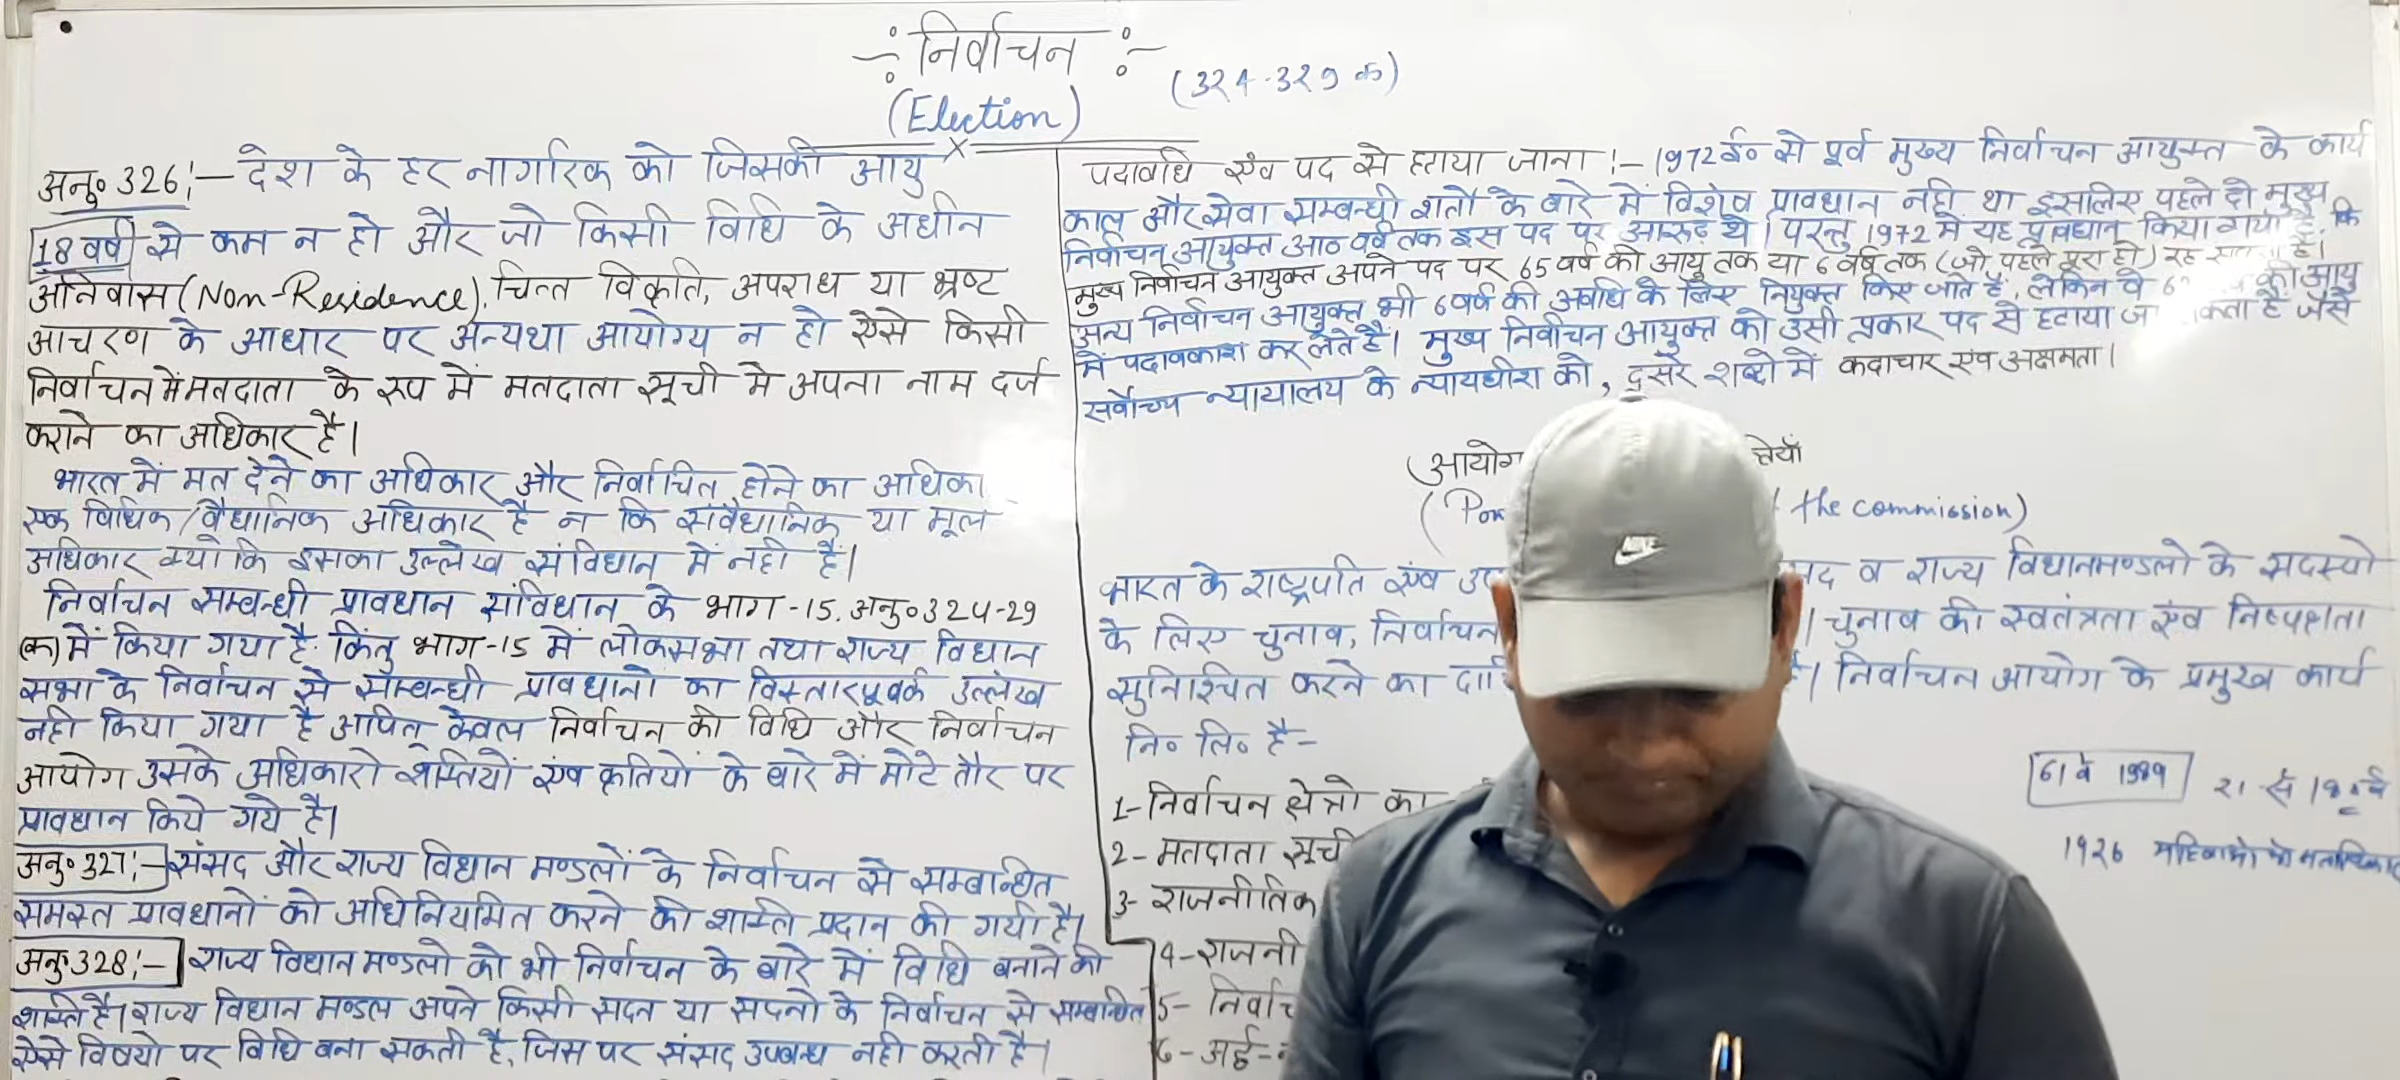 -: निर्वाचन :-
(324-329 क)
(Election)
अनु० 326:- देश के हर नागरिक को जिसकी आयु
18 वर्ष से कम न हो और जो किसी विधि के अधीन
अनिवास (Non-Residence), चित्त विकृति, अपराध या भ्रष्ट
आचरण के आधार पर अन्यथा आयोग्य न हो ऐसे किसी
निर्वाचन में मतदाता के रूप में मतदाता सूची मे अपना नाम दर्ज
कराने का अधिकार है।
भारत में मत देने का अधिकार और निर्वाचित होने का अधिका
एक विधिक/वैधानिक अधिकार है न कि संवैधानिक या मूल
अधिकार क्यो कि इसका उल्लेख संविधान में नही है।
निर्वाचन सम्बन्धी प्रावधान संविधान के भाग-15. अनु० 324-29
(क) में किया गया है. किंतु भाग-15 में लोकसभा तथा राज्य विधान
सभा के निर्वाचन से सम्बन्धी प्रावधानो का विस्तारपूर्वक उल्लेख
नही किया गया है अपितु केवल निर्वाचन की विधि और निर्वाचन
आयोग उसके अधिकारो शक्तियों एंव कृतियो के बारे में मोटे तौर पर
प्रावधान किये गये है।
अनु० 327:- संसद और राज्य विधान मण्डलों के निर्वाचन से सम्बन्धित
समस्त प्रावधानों को अधिनियमित करने की शक्ति प्रदान की गयी है।
अनु० 328:- राज्य विधान मण्डलो को भी निर्वाचन के बारे में विधि बनाने की
शक्ति है। राज्य विधान मण्डल अपने किसी सदन या सदनो के निर्वाचन से सम्बन्धित
ऐसे विषयो पर विधि बना सकती है, जिस पर संसद उपबन्ध नही करती है।
पदावधि एंव पद से हटाया जाना :- 1972 ई० से पूर्व मुख्य निर्वाचन आयुक्त के कार्य
काल और सेवा सम्बन्धी शर्तो के बारे में विशेष प्रावधान नही था इसलिए पहले दो मुख्य
निर्वाचन आयुक्त आठ वर्ष तक इस पद पर आरूढ़ थे। परन्तु 1972 में यह प्रावधान किया गया है. कि
मुख्य निर्वाचन आयुक्त अपने पद पर 65 वर्ष की आयु तक या 6 वर्ष तक (जो पहले पूरा हो) रह है।
अन्य निर्वाचन आयुक्त भी 6 वर्ष की अवधि के लिए नियुक्त किए जाते है, लेकिन वे 6 की आयु
में पदावकाश कर लेते है। मुख्य निर्वाचन आयुक्त को उसी प्रकार पद से हटाया जा कता है जैसे
सर्वोच्य न्यायालय के न्यायधीश को, दुसरे शब्दो में कदाचार एंव अक्षमता।
(आयोग
(Pow the commission)
भारत के राष्ट्रपति एंव उप द व राज्य विधानमण्डलो के सदस्यो
के लिए चुनाव, निर्वाचन । चुनाव की स्वतंत्रता एंव निष्पक्षता
सुनिश्चित करने का दायि है। निर्वाचन आयोग के प्रमुख कार्य
नि० लि० है-
1- निर्वाचन क्षेत्रो का
2- मतदाता सूची
3- राजनीतिक
4- राजनी
5- निर्वाच
6- अर्द्ध-
61 वे 1989
21 से 18 वर्ष
1926 महिलाओ को मताधिकार
NIKE